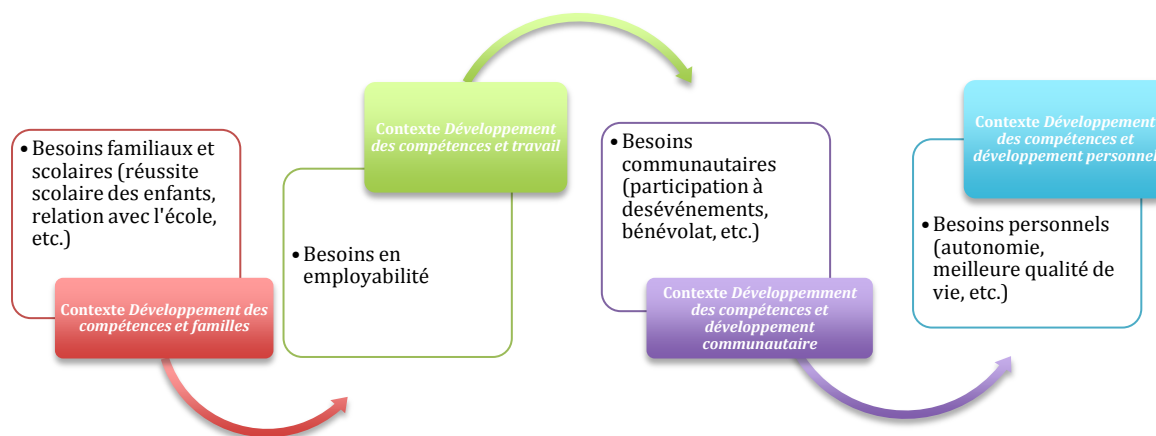 • Besoins familiaux et
scolaires (réussite
scolaire des enfants,
relation avec l'école,
etc.)
Contexte Développement des
compétences et familles
Contexte Développement
des compétences et travail
• Besoins en
employabilité
• Besoins
communautaires
(participation à
desévénements,
bénévolat, etc.)
Contexte Développemment
des compétences et
développement
communautaire
Contexte Développement
des compétences et
développement personnel
• Besoins personnels
(autonomie,
meilleure qualité de
vie, etc.)